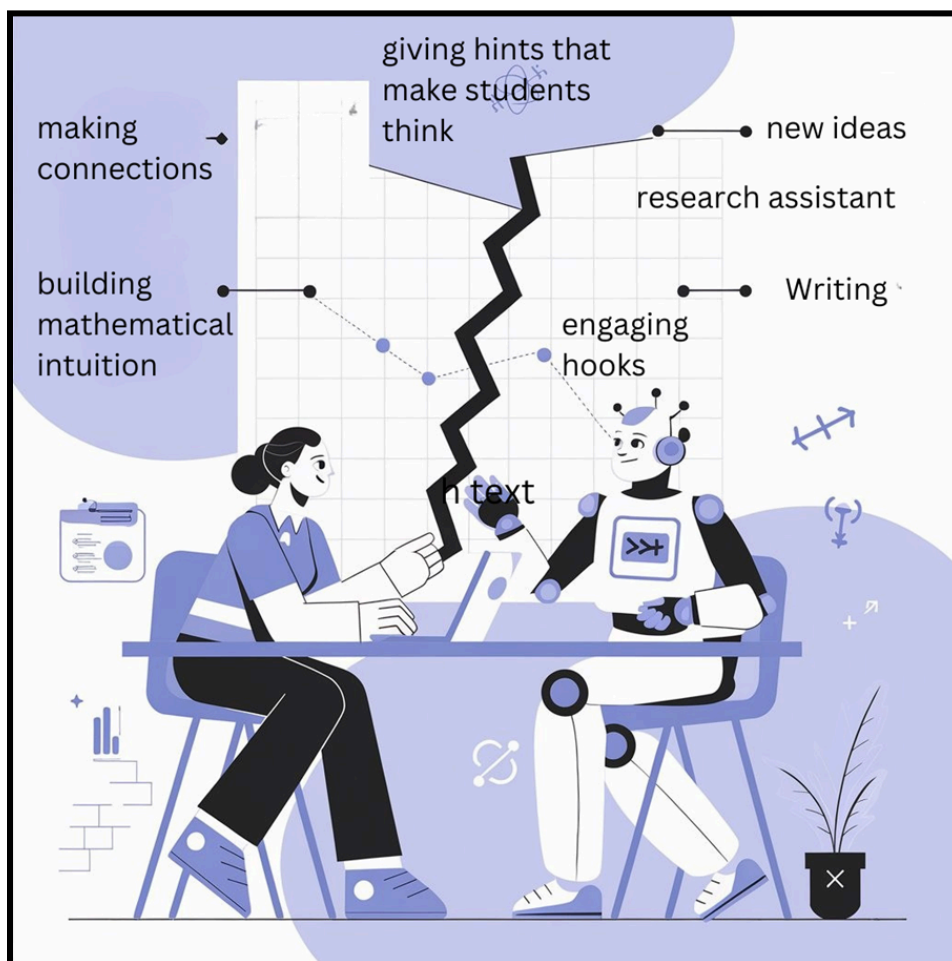 giving hints that
make students
think
making
connections
new ideas
research assistant
building
mathematical
intuition
Writing
engaging
hooks
h text